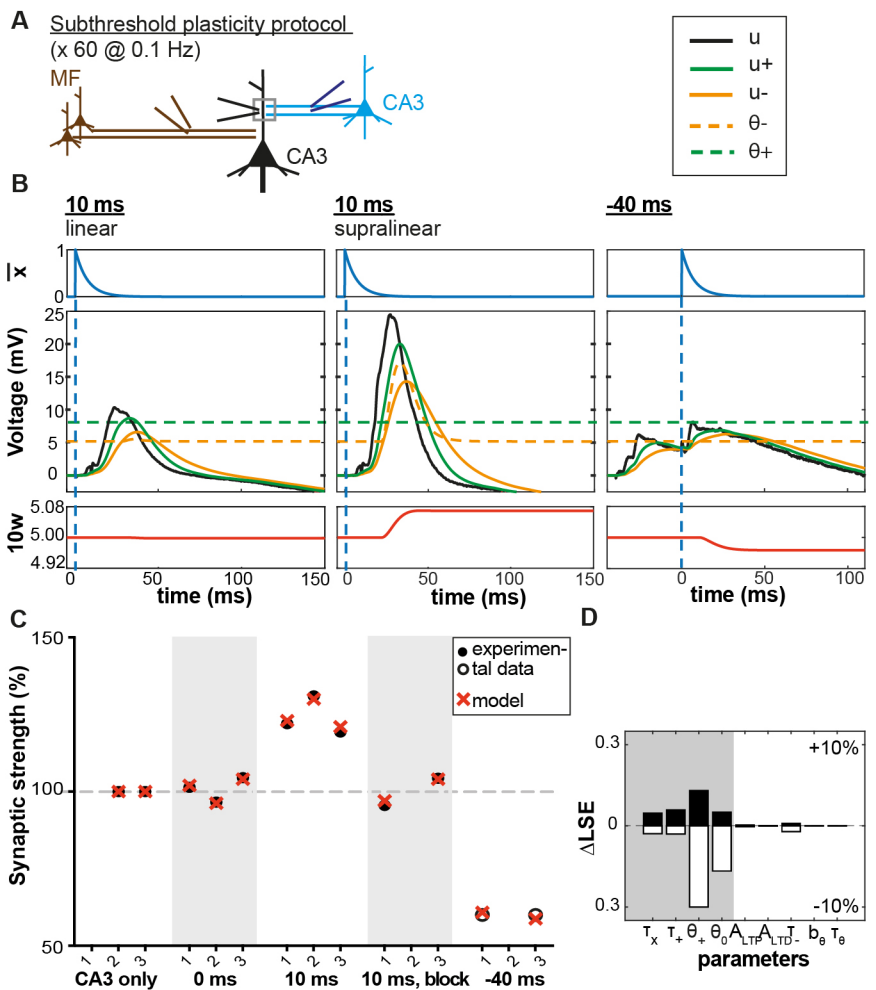 A
Subthreshold plasticity protocol
(x 60 @ 0.1 Hz)
MF
CA3
CA3
u
u+
u-
θ-
θ+
B
10 ms
linear
10 ms
supralinear
-40 ms
x̄
1
0
Voltage (mV)
25
20
15
10
5
0
10w
5.08
5.00
4.92
0 50 100 150
0 50 100 150
0 50 100
time (ms)
time (ms)
time (ms)
C
Synaptic strength (%)
150
100
50
experimen-
tal data
model
1 2 3 1 2 3 1 2 3 1 2 3 1 2 3
CA3 only 0 ms 10 ms 10 ms, block -40 ms
D
ΔLSE
0.3
0
0.3
+10%
-10%
τx τ+ θ+ θ0 ALTP ALTD τ- bθ τθ
parameters